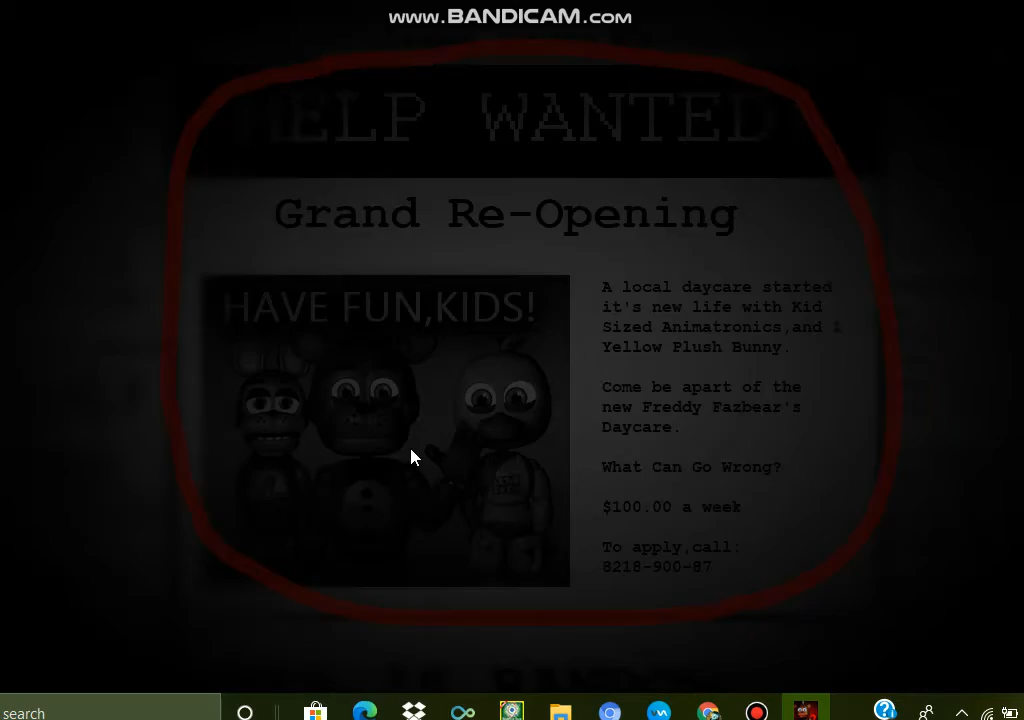 www.BANDICAM.com
HELP WANTED
Grand Re-Opening
HAVE FUN,KIDS!
A local daycare started
it's new life with Kid
Sized Animatronics,and
Yellow Plush Bunny.
Come be apart of the
new Freddy Fazbear's
Daycare.
What Can Go Wrong?
$100.00 a week
To apply,call:
8218-900-87
search